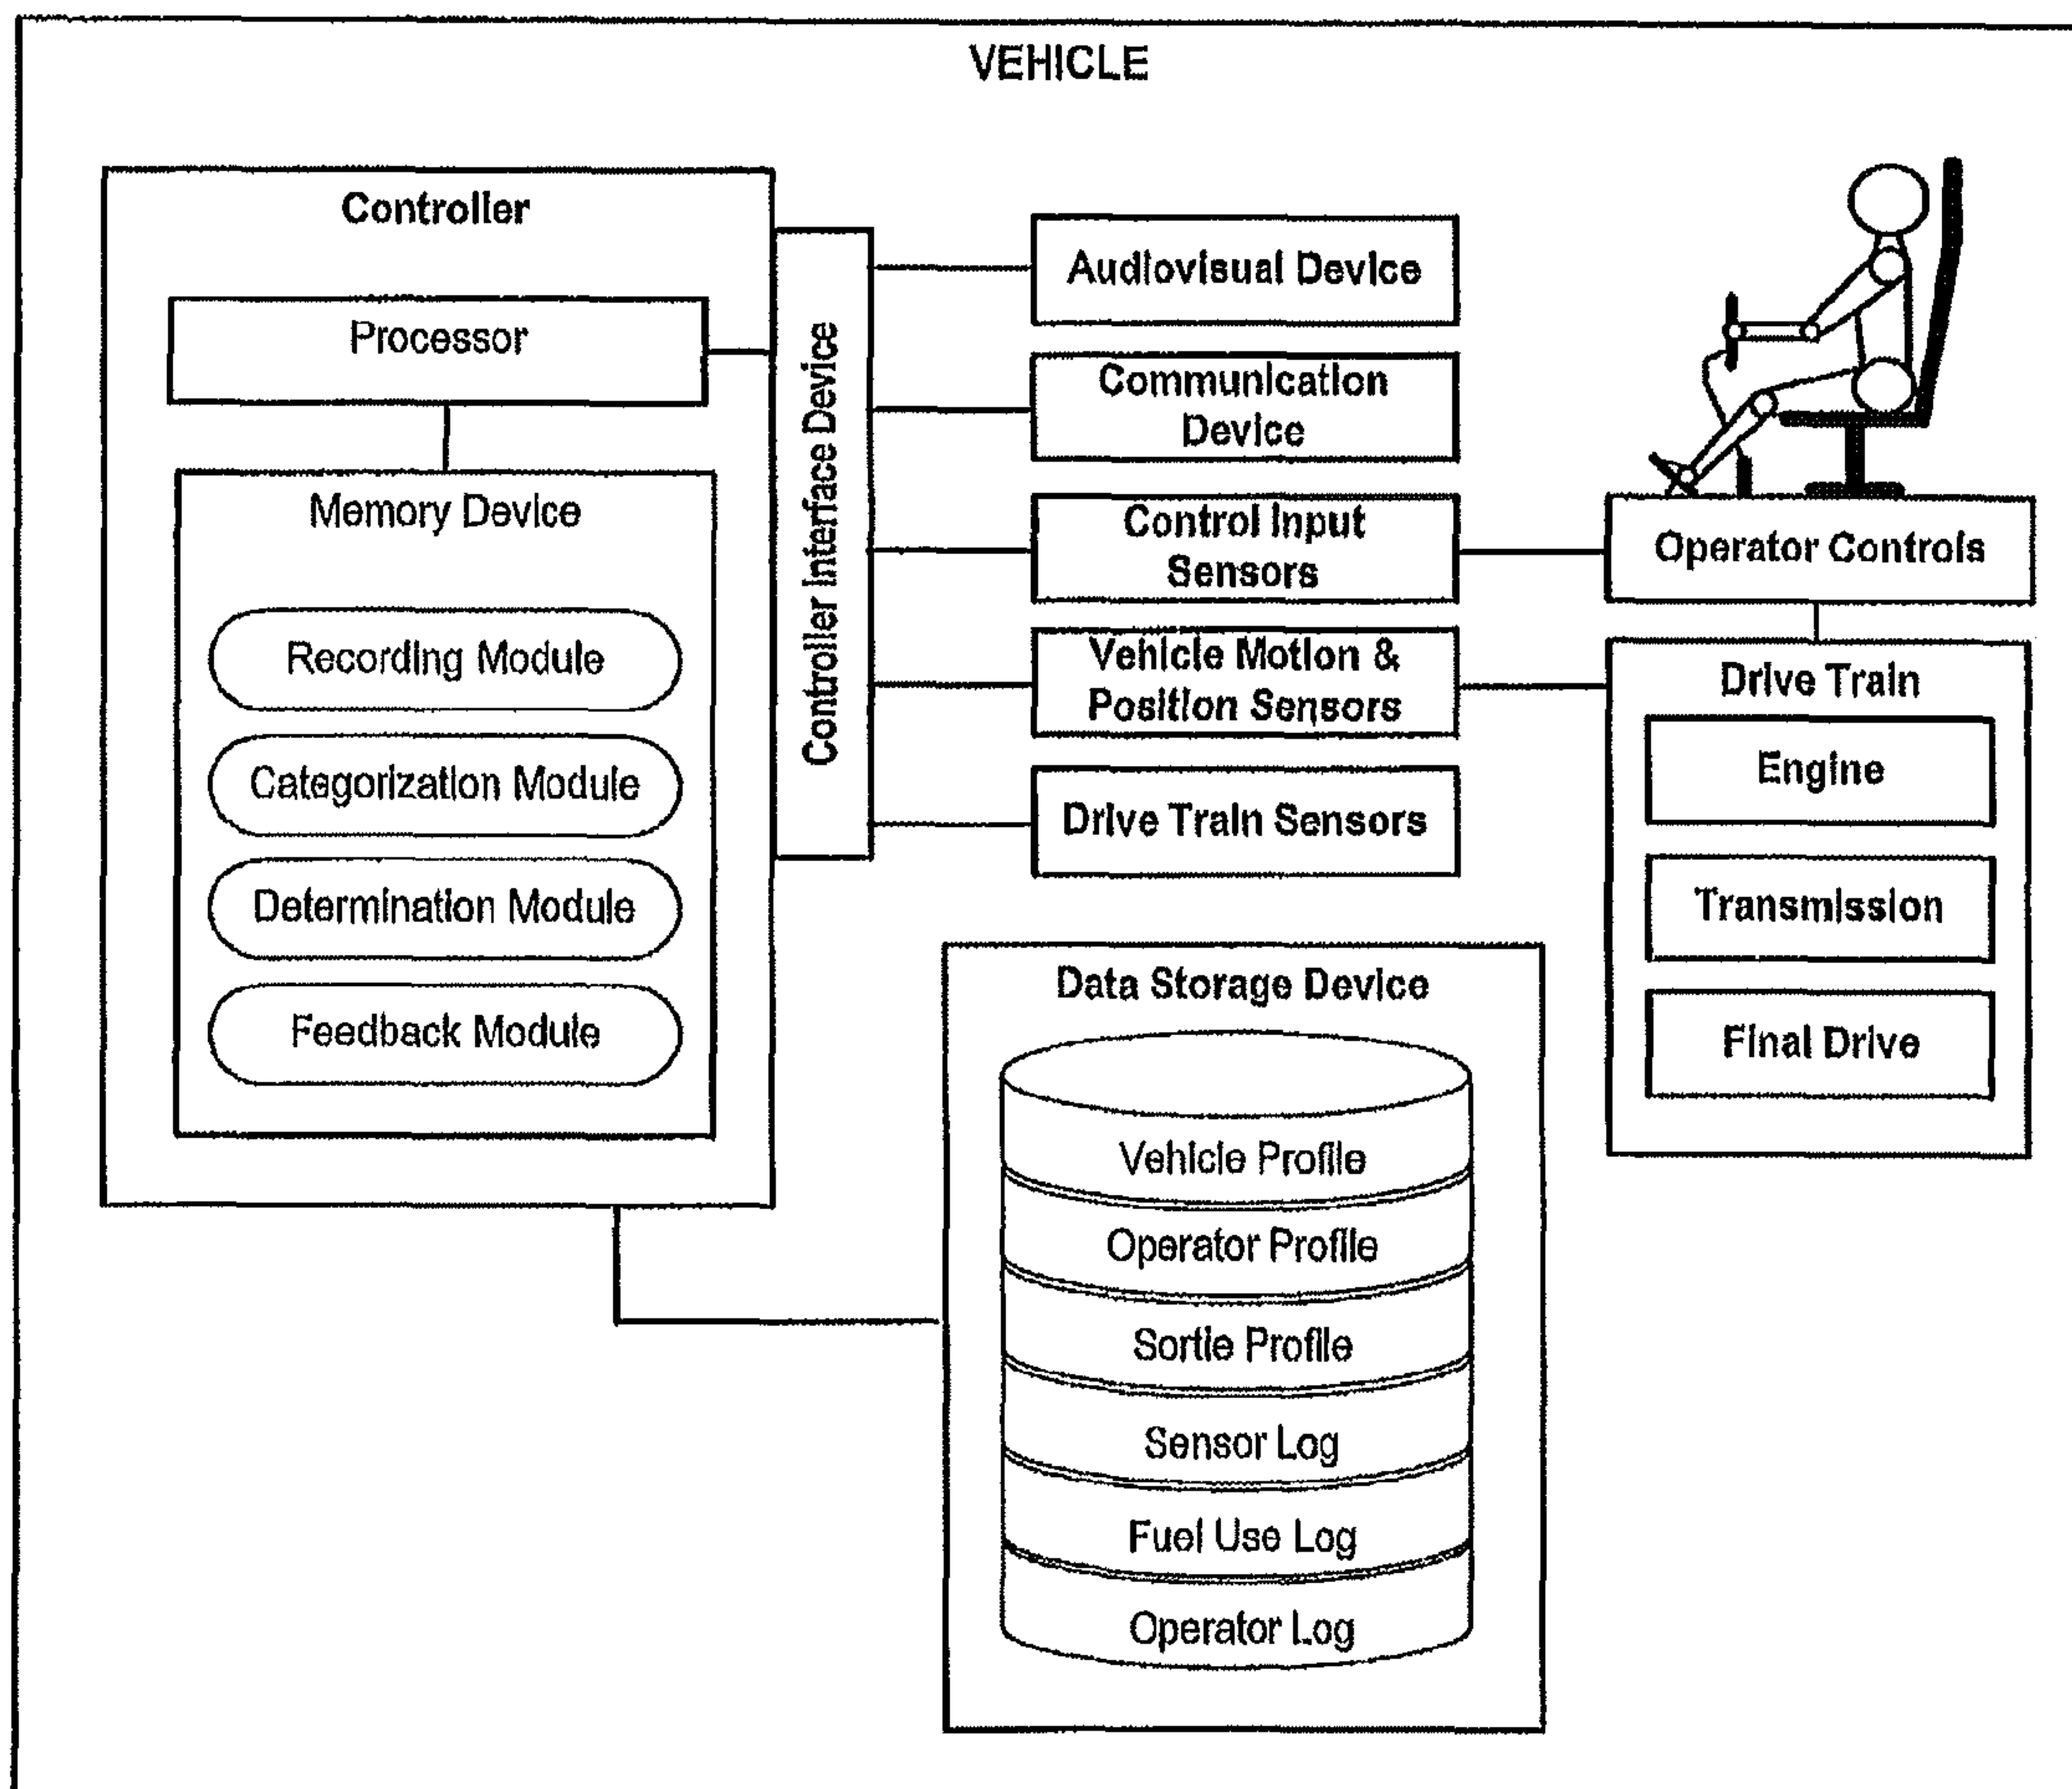 VEHICLE
Controller
Processor
Memory Device
Recording Module
Categorization Module
Determination Module
Feedback Module
Controller Interface Device
Audiovisual Device
Communication
Device
Control Input
Sensors
Vehicle Motion &
Position Sensors
Drive Train Sensors
Operator Controls
Drive Train
Engine
Transmission
Final Drive
Data Storage Device
Vehicle Profile
Operator Profile
Sortie Profile
Sensor Log
Fuel Use Log
Operator Log